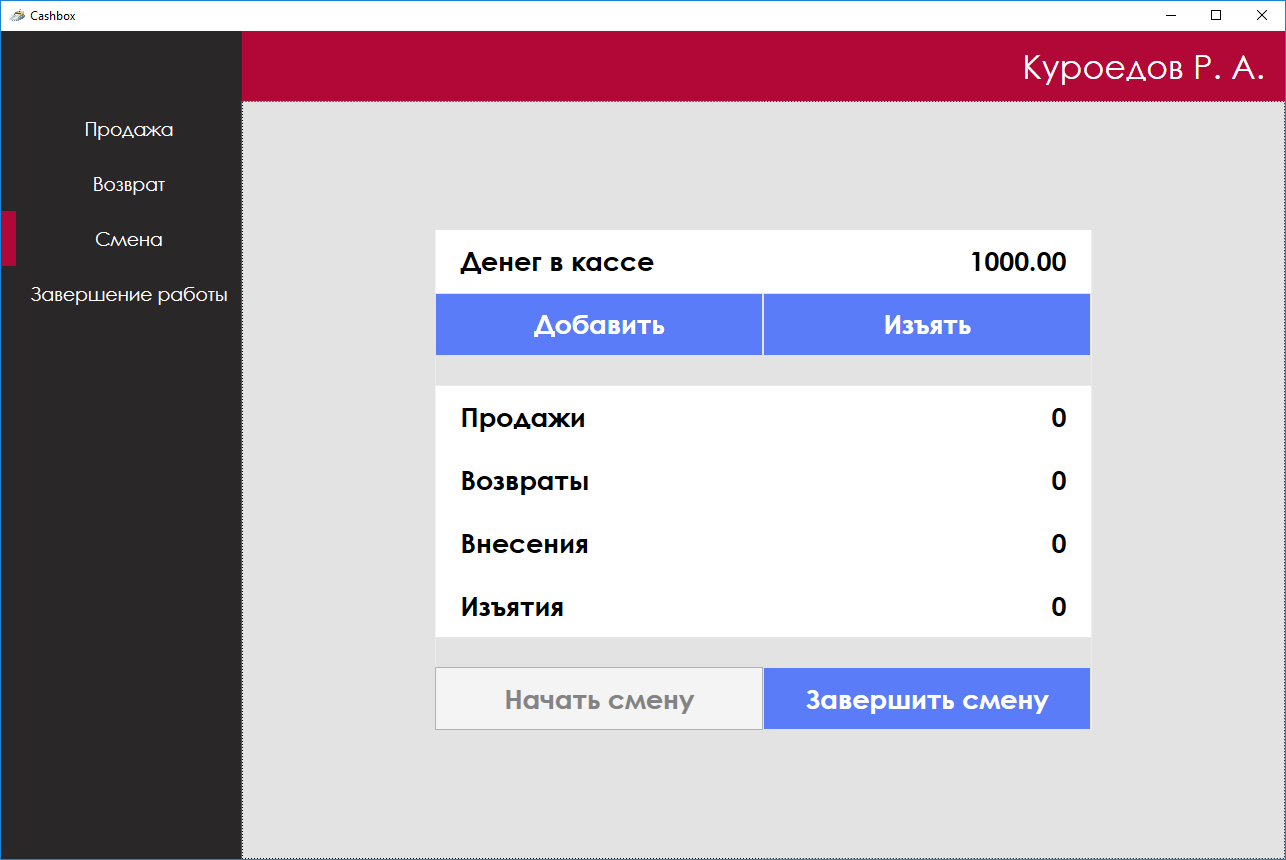 Cashbox
Куроедов Р. А.
Продажа
Возврат
Смена
Завершение работы
Денег в кассе 1000.00
Добавить Изъять
Продажи 0
Возвраты 0
Внесения 0
Изъятия 0
Начать смену Завершить смену